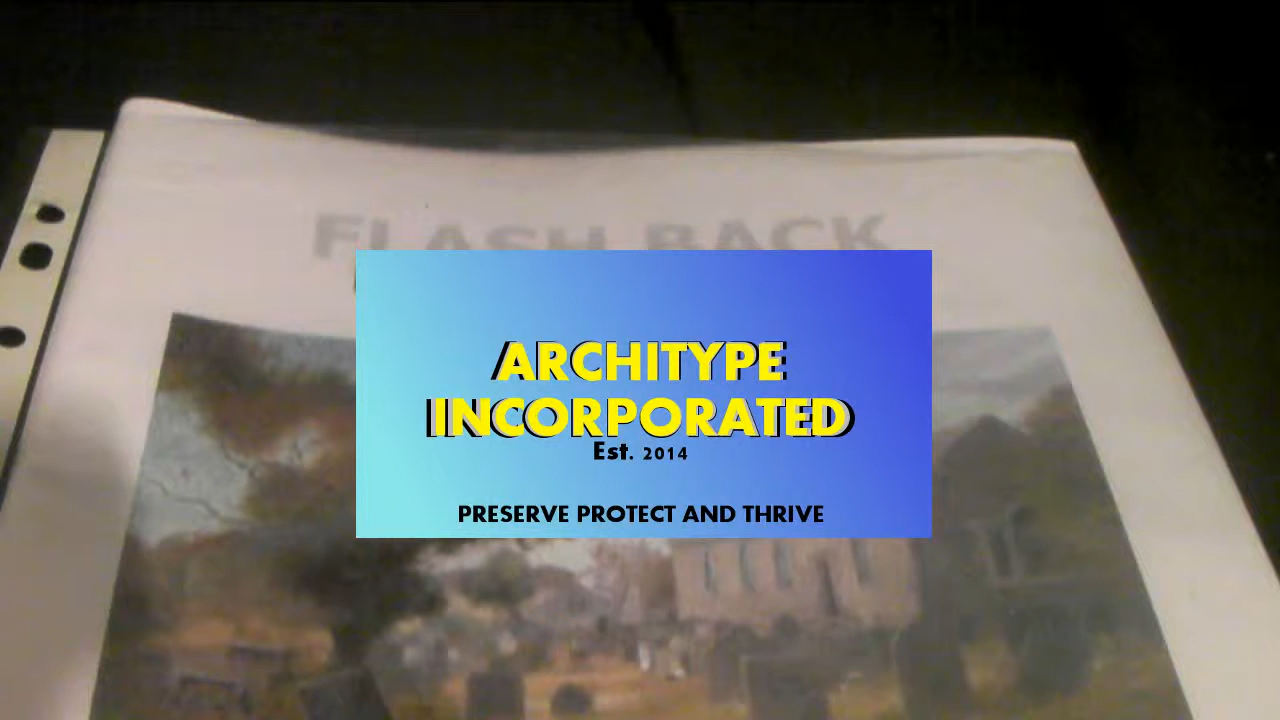 FLASH BACK
ARCHITYPE
INCORPORATED
Est. 2014
PRESERVE PROTECT AND THRIVE